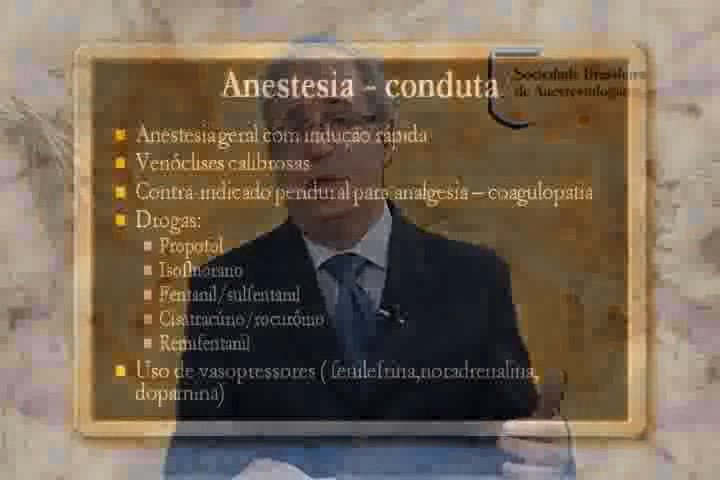 Anestesia - conduta
Sociedade Brasileira
de Anestesiologia
Anestesia geral com indução rápida
Venóclises calibrosas
Contra-indicado peridural para analgesia – coagulopatia
Drogas:
Propofol
Isoflurano
Fentanil/sulfentanil
Cisatracúrio/rocurônio
Remifentanil
Uso de vasopressores ( fenilefrina,noradrenalina,
dopamina)